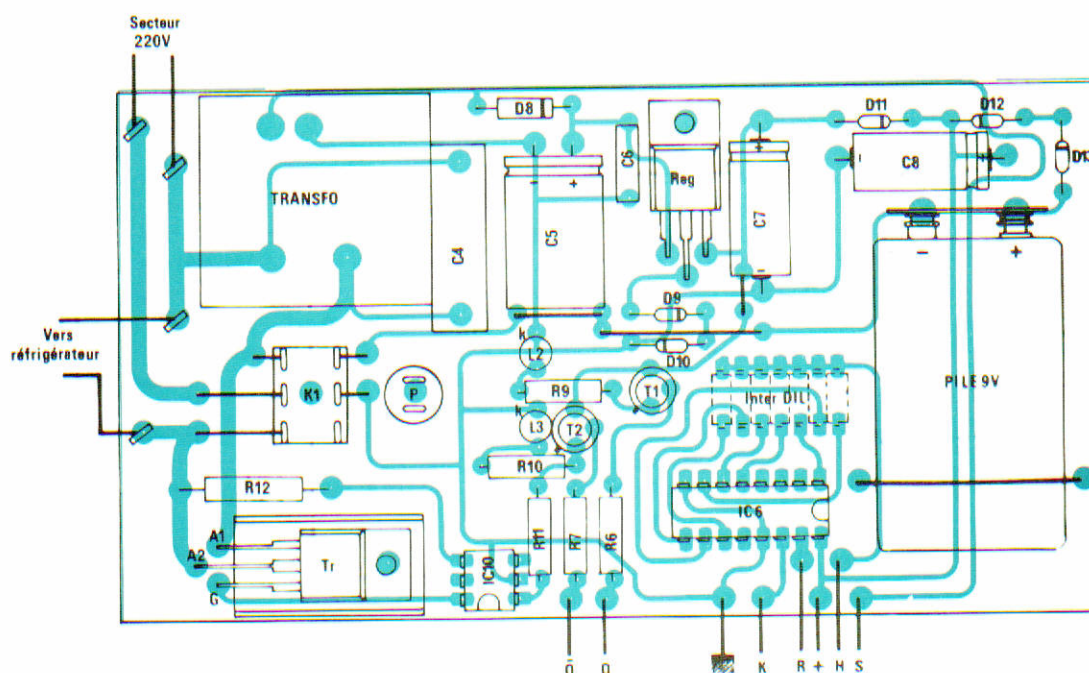 Secteur
220V
D8
D11
D12
D13
C6
Reg
C7
C8
TRANSFO
C4
C5
- +
+
-
- +
Vers
réfrigérateur
D9
D10
k
L2
K1
P
R9
T1
Inter DIL
PILE 9V
k
L3
T2
R10
R12
IC6
A1
A2
Tr
G
IC10
R11
R7
R6
Q̄ Q K R + H S